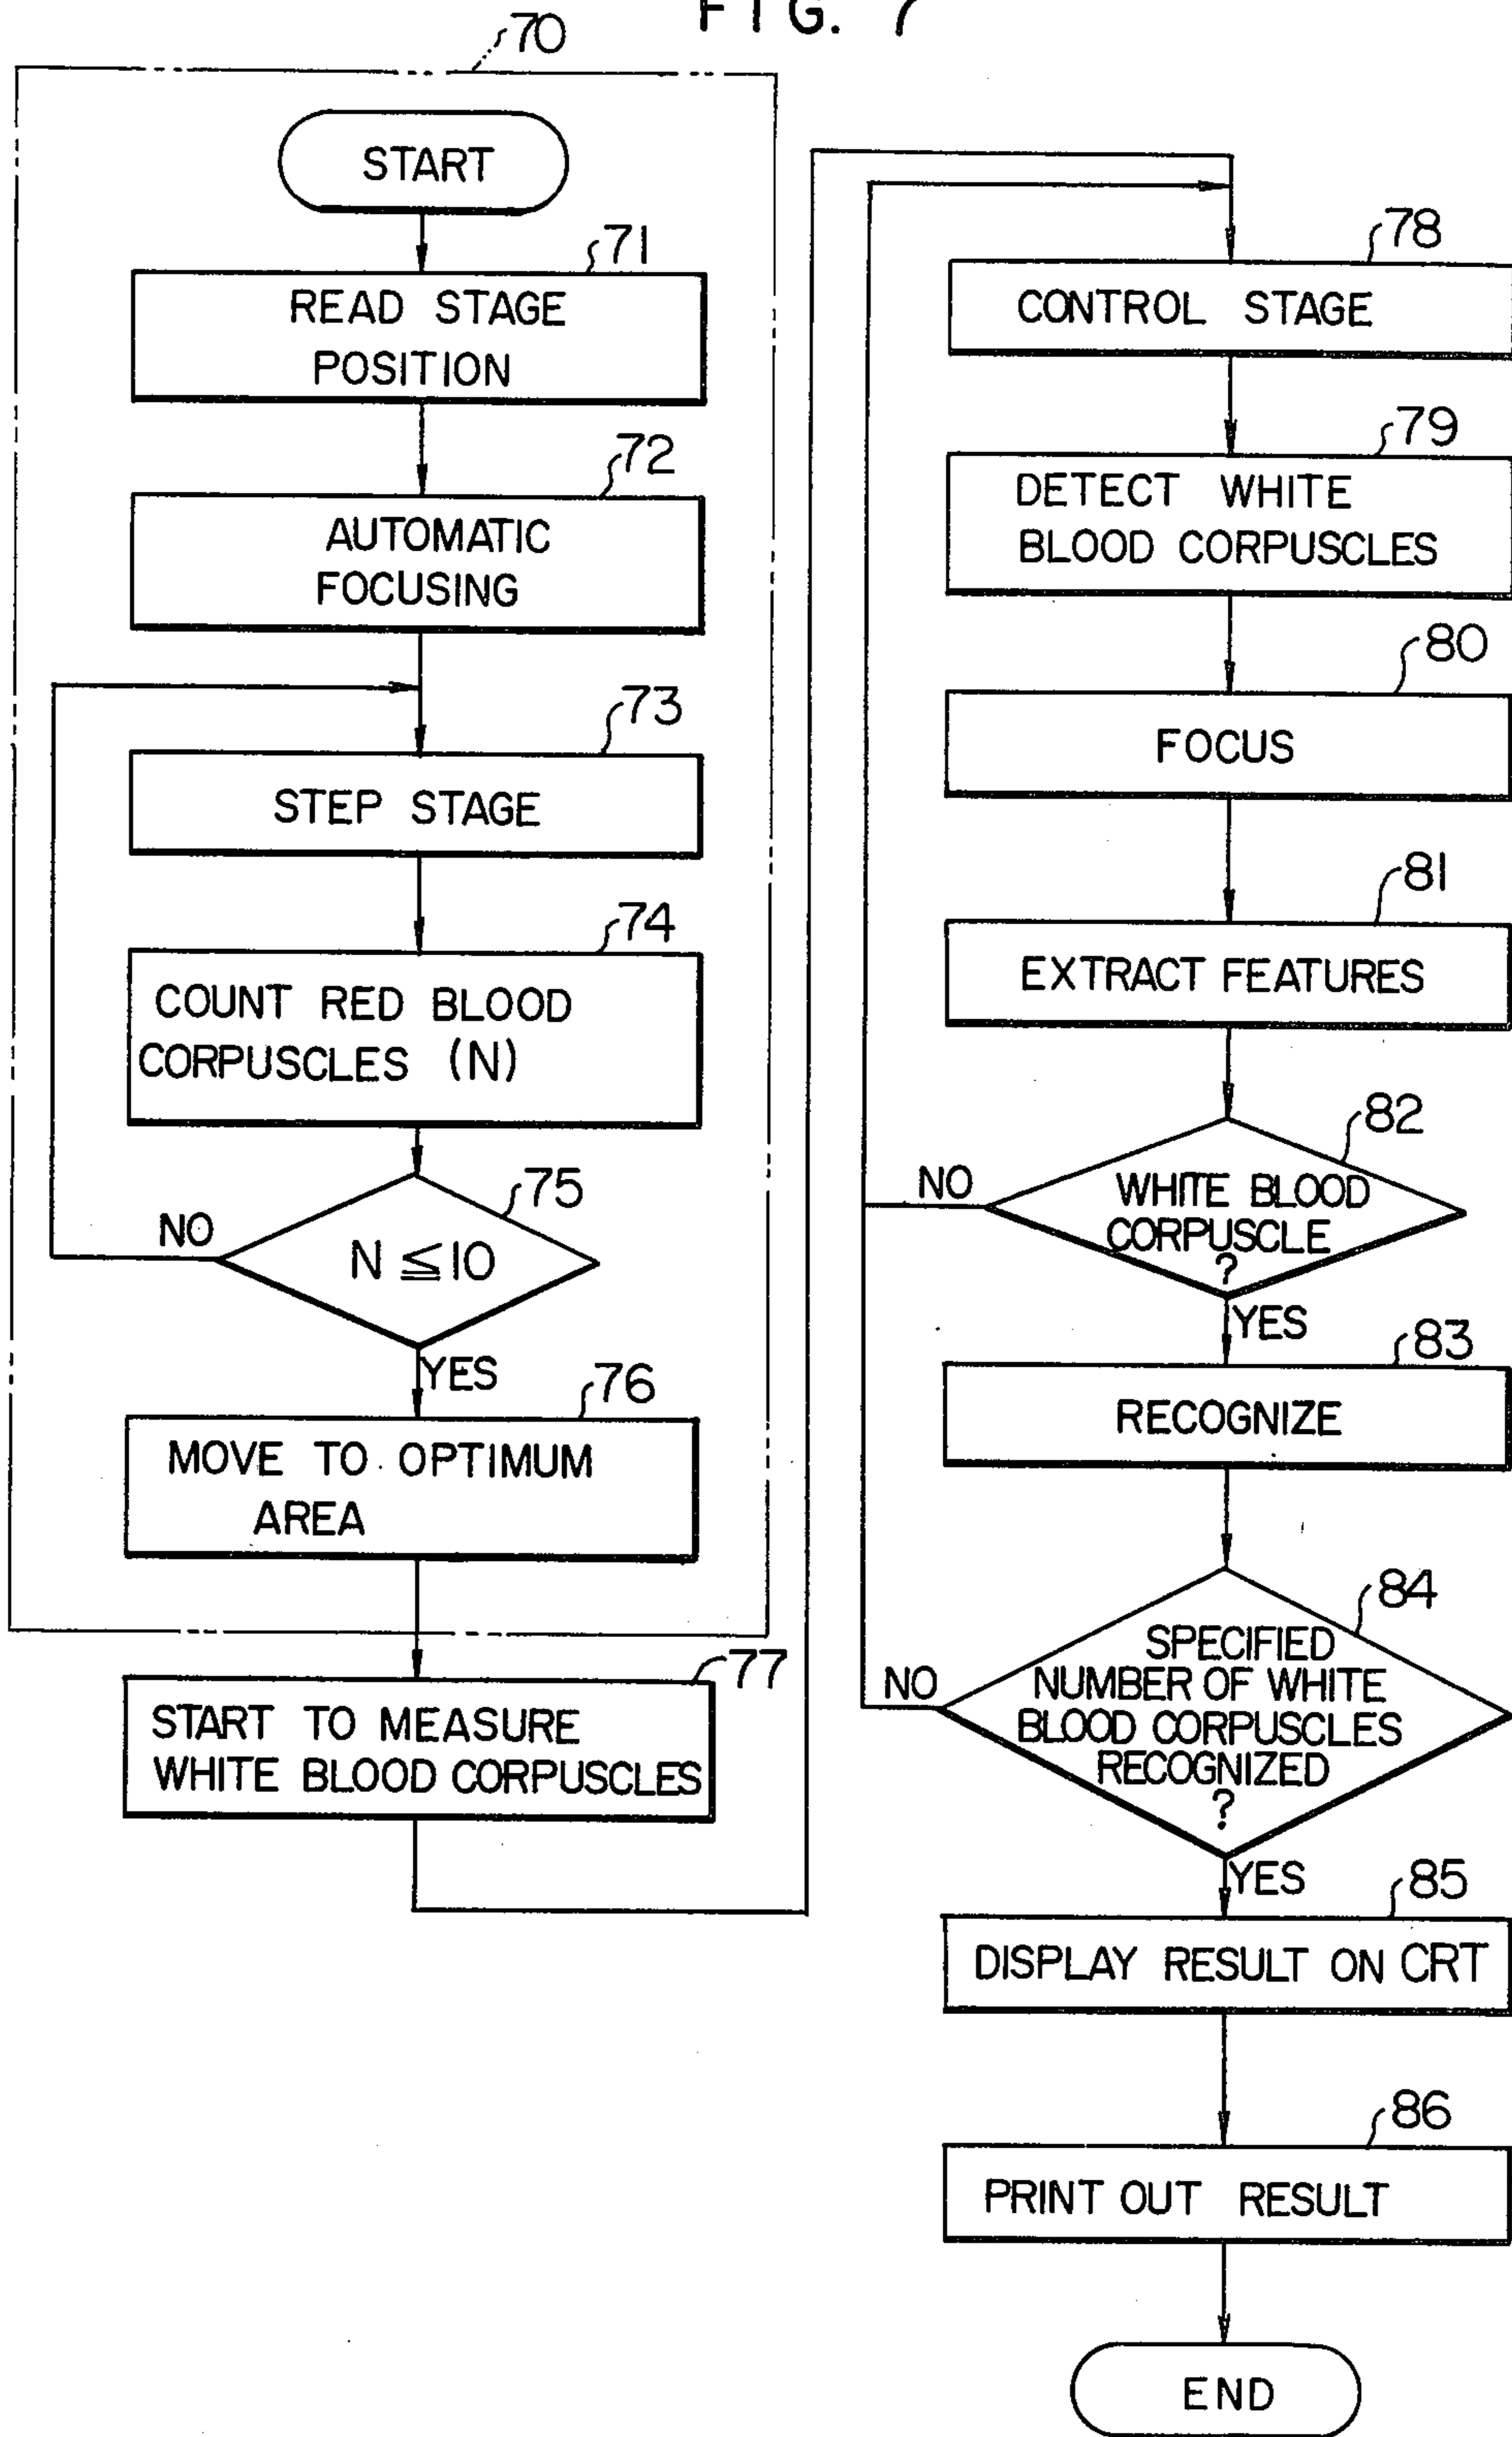 FIG. 7
70
START
71
READ STAGE
POSITION
72
AUTOMATIC
FOCUSING
73
STEP STAGE
74
COUNT RED BLOOD
CORPUSCLES (N)
75
N ≦ 10
NO
YES
76
MOVE TO OPTIMUM
AREA
77
START TO MEASURE
WHITE BLOOD CORPUSCLES
78
CONTROL STAGE
79
DETECT WHITE
BLOOD CORPUSCLES
80
FOCUS
81
EXTRACT FEATURES
82
WHITE BLOOD
CORPUSCLE
?
NO
YES
83
RECOGNIZE
84
SPECIFIED
NUMBER OF WHITE
BLOOD CORPUSCLES
RECOGNIZED
?
NO
YES
85
DISPLAY RESULT ON CRT
86
PRINT OUT RESULT
END